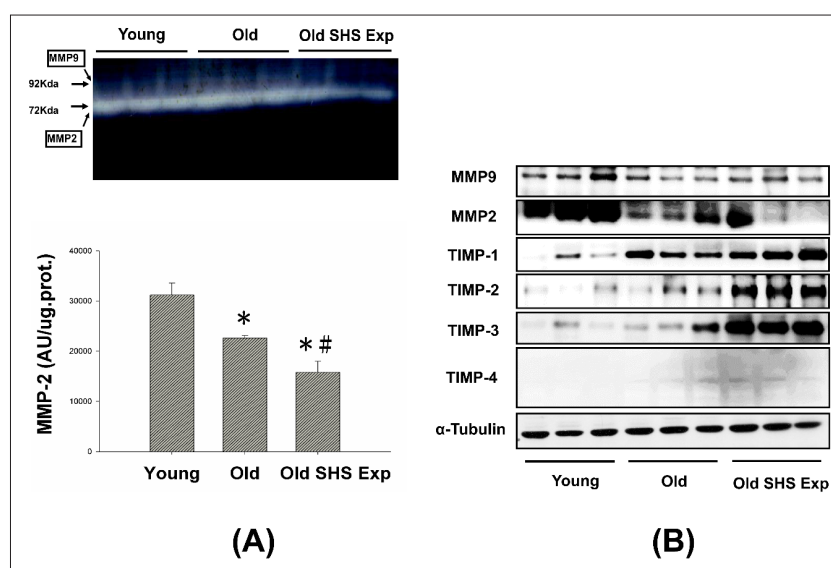 Young Old Old SHS Exp
MMP9
92Kda
72Kda
MMP2
MMP-2 (AU/ug.prot.)
40000
30000
20000
10000
0
*
* #
Young Old Old SHS Exp
(A)
MMP9
MMP2
TIMP-1
TIMP-2
TIMP-3
TIMP-4
α-Tubulin
Young Old Old SHS Exp
(B)